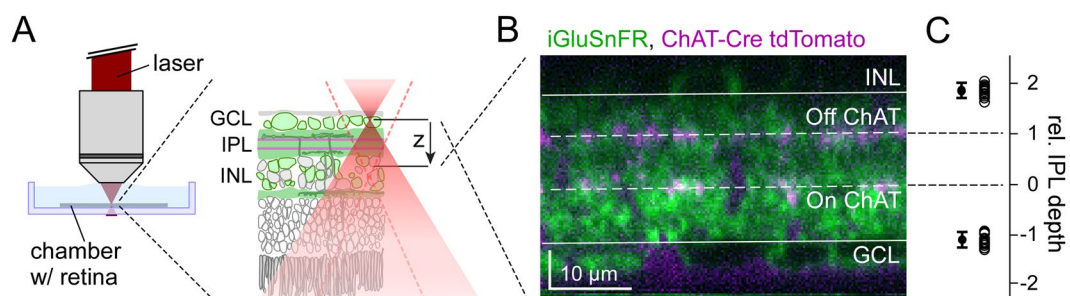 A
laser
GCL
IPL
INL
z
chamber
w/ retina
B
iGluSnFR, ChAT-Cre tdTomato
INL
Off ChAT
On ChAT
GCL
10 µm
C
2
1
0
-1
-2
rel. IPL depth